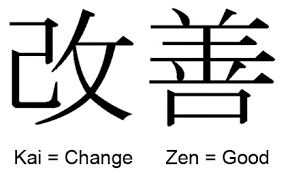 改善
Kai = Change Zen = Good